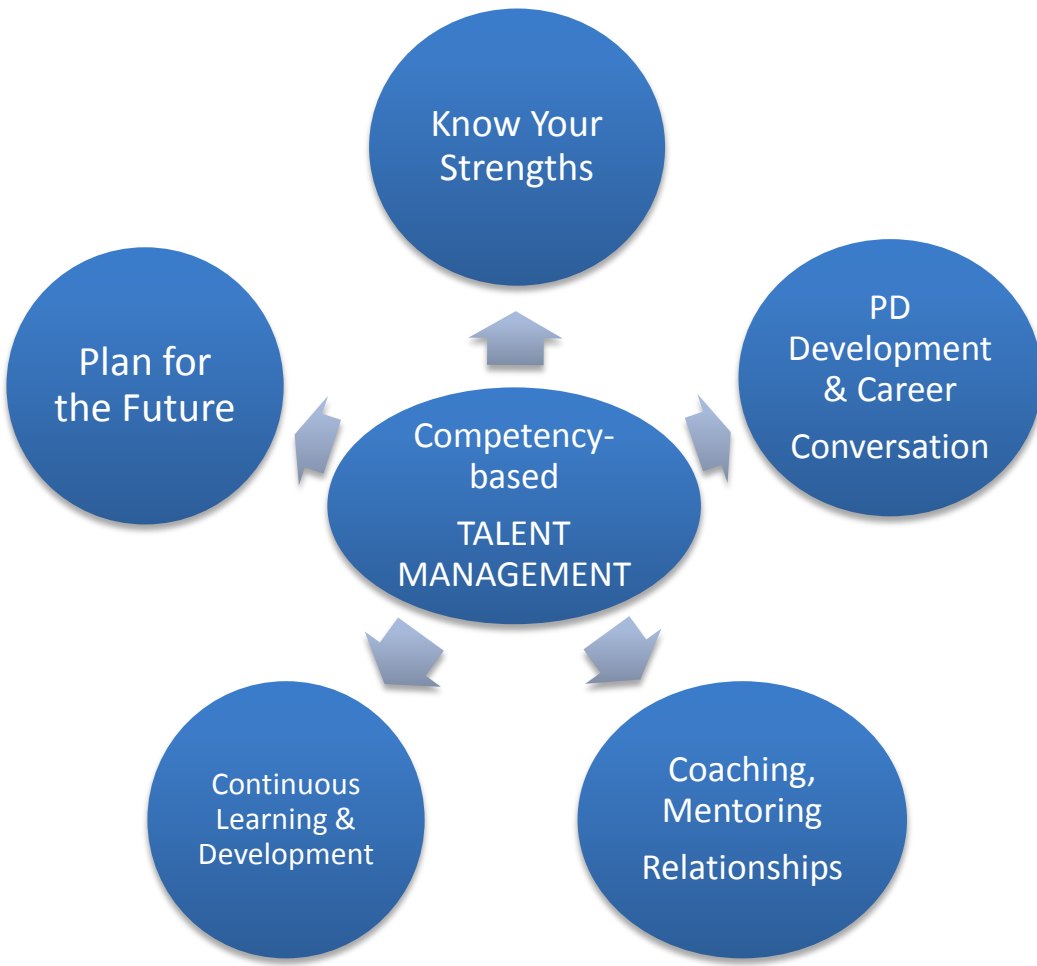 Know Your
Strengths
PD
Development
& Career
Conversation
Plan for
the Future
Competency-
based
TALENT
MANAGEMENT
Continuous
Learning &
Development
Coaching,
Mentoring
Relationships